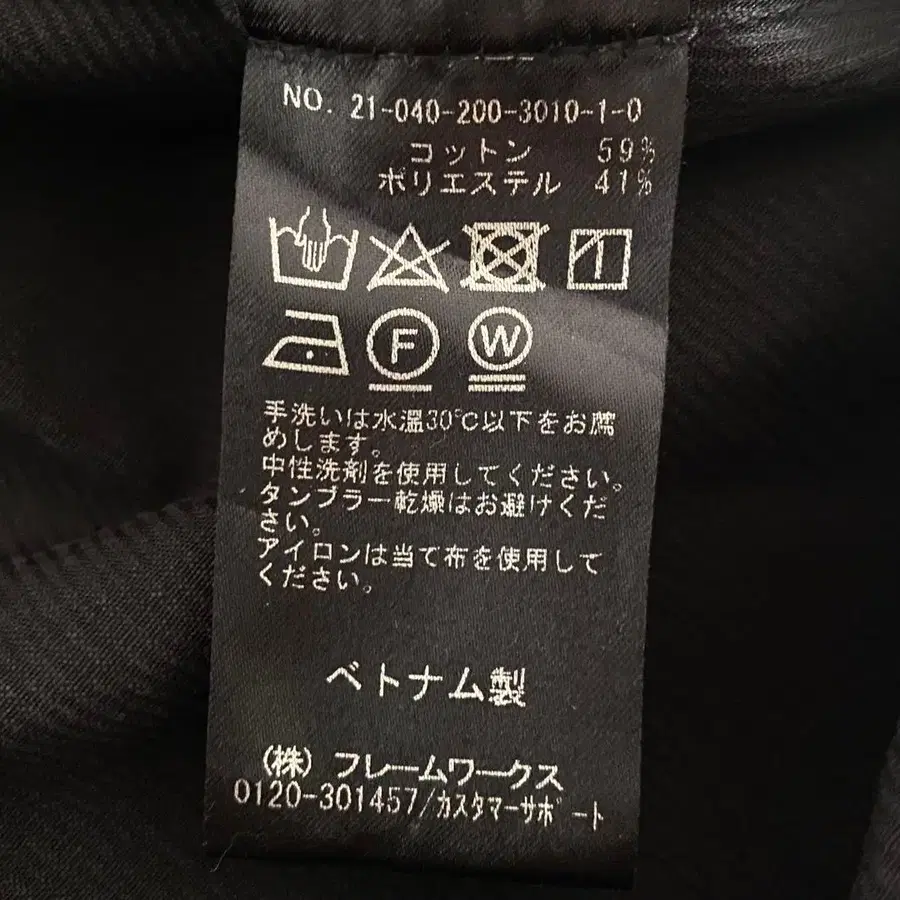 NO. 21-040-200-3010-1-0
コットン 59%
ポリエステル 41%
F W
手洗いは水温30℃以下をお薦
めします。
中性洗剤を使用してください。
タンブラー乾燥はお避けくだ
さい。
アイロンは当て布を使用して
ください。
ベトナム製
(株) フレームワークス
0120-301457/カスタマーサポート